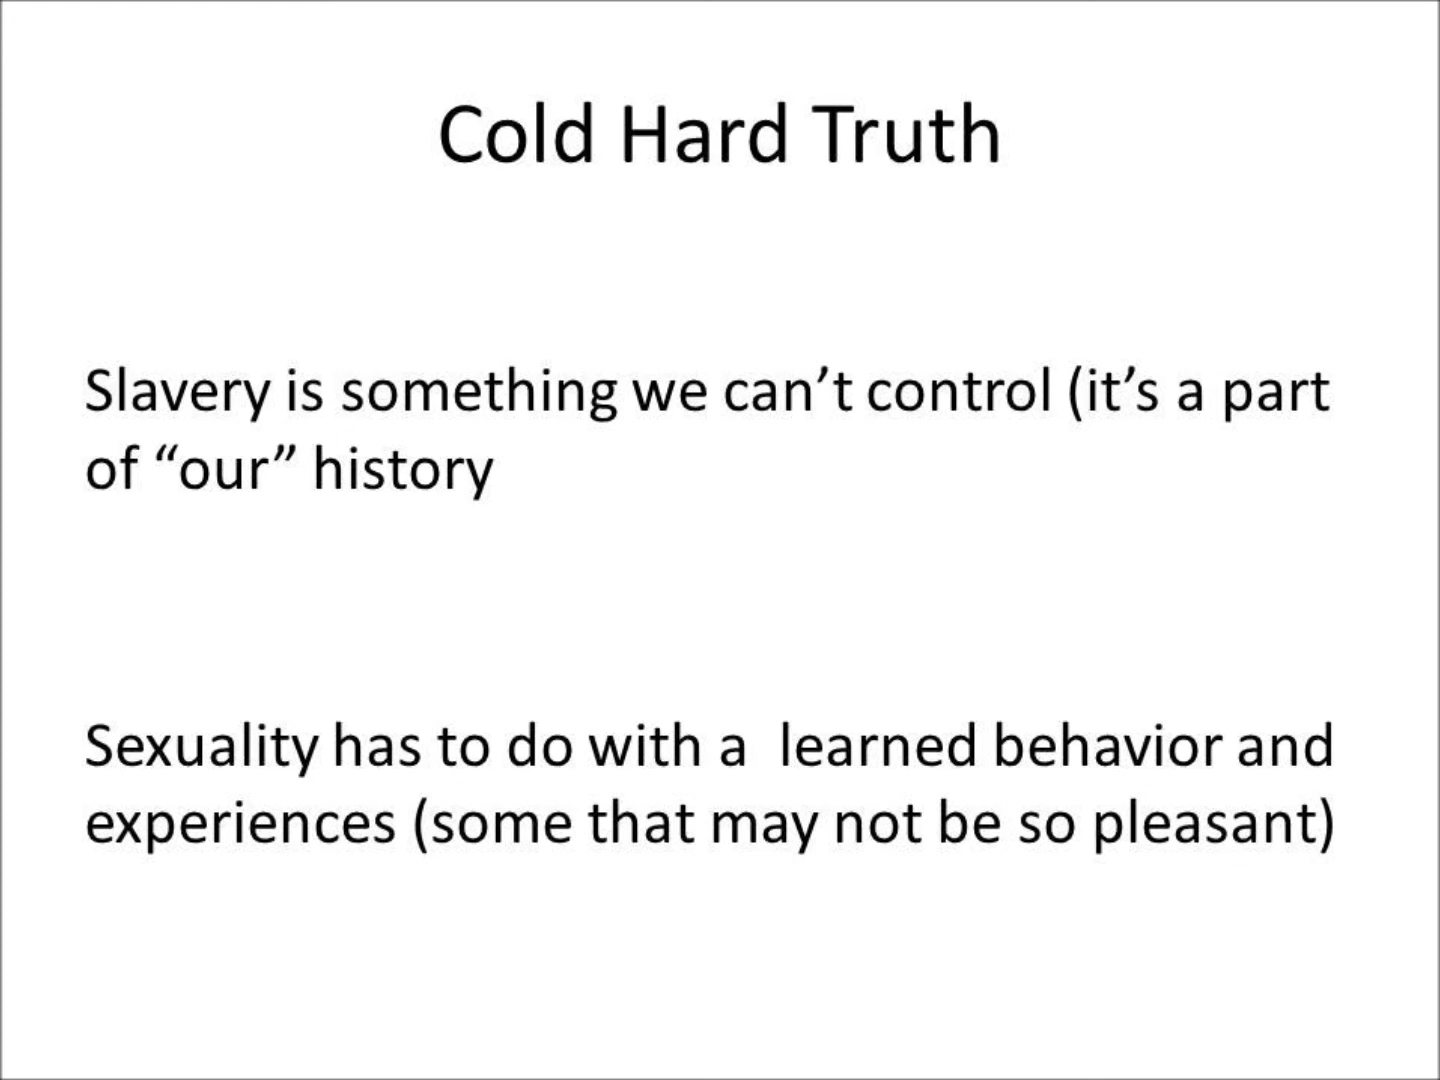 Cold Hard Truth
Slavery is something we can’t control (it’s a part
of “our” history
Sexuality has to do with a  learned behavior and
experiences (some that may not be so pleasant)